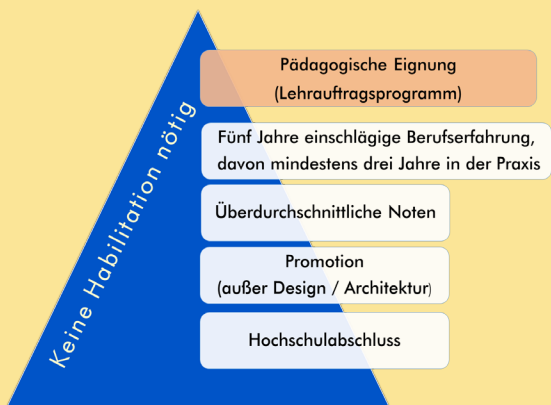 Pädagogische Eignung
(Lehrauftragsprogramm)
Fünf Jahre einschlägige Berufserfahrung,
davon mindestens drei Jahre in der Praxis
Überdurchschnittliche Noten
Promotion
(außer Design / Architektur)
Hochschulabschluss
Keine Habilitation nötig